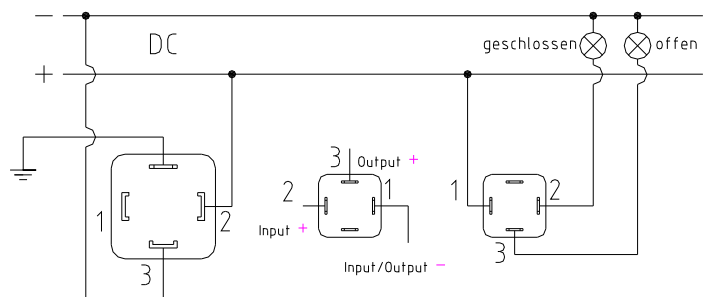 —
DC
geschlossen
offen
+
3
Output +
2
1
1
2
Input +
1
2
3
3
Input/Output −